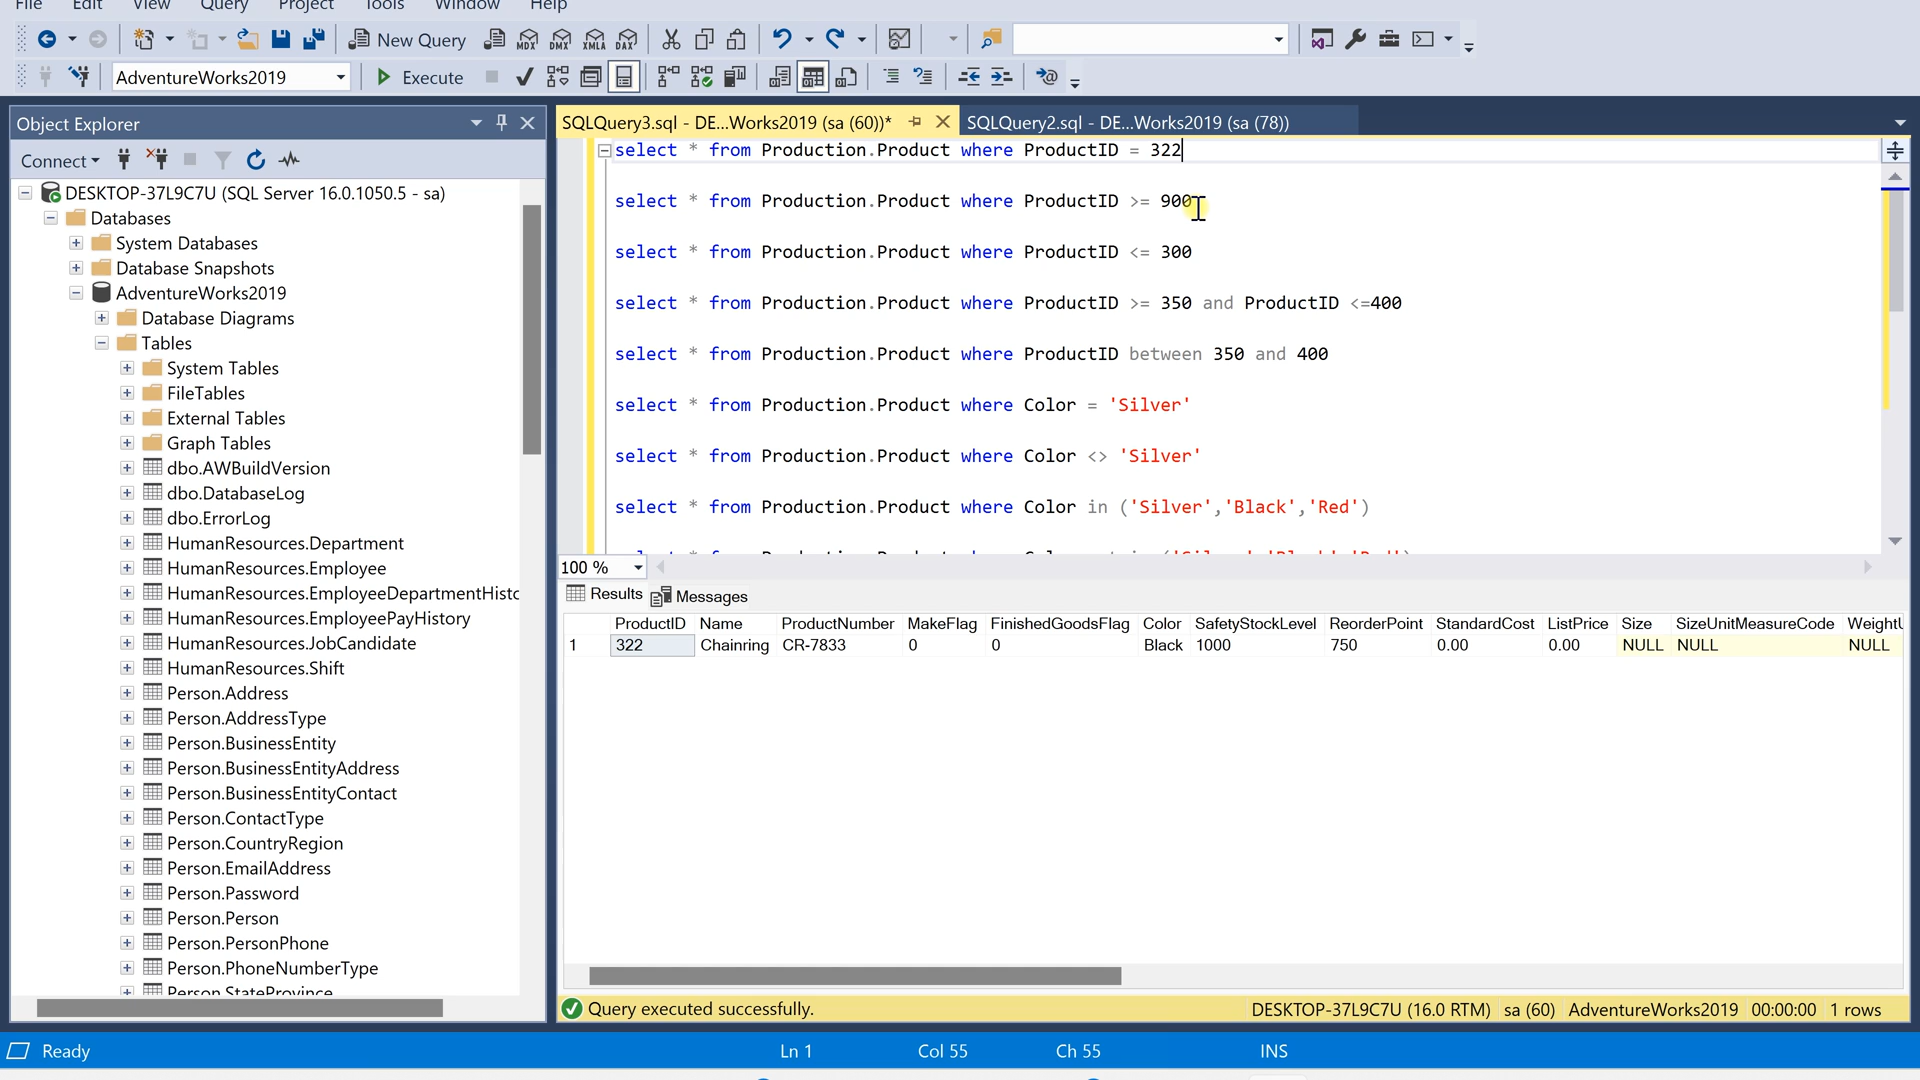 File Edit View Query Project Tools Window Help
New Query MDX DMX XMLA DAX
AdventureWorks2019 Execute
Object Explorer
Connect
DESKTOP-37L9C7U (SQL Server 16.0.1050.5 - sa)
Databases
System Databases
Database Snapshots
AdventureWorks2019
Database Diagrams
Tables
System Tables
FileTables
External Tables
Graph Tables
dbo.AWBuildVersion
dbo.DatabaseLog
dbo.ErrorLog
HumanResources.Department
HumanResources.Employee
HumanResources.EmployeeDepartmentHisto
HumanResources.EmployeePayHistory
HumanResources.JobCandidate
HumanResources.Shift
Person.Address
Person.AddressType
Person.BusinessEntity
Person.BusinessEntityAddress
Person.BusinessEntityContact
Person.ContactType
Person.CountryRegion
Person.EmailAddress
Person.Password
Person.Person
Person.PersonPhone
Person.PhoneNumberType
Person.StateProvince
SQLQuery3.sql - DE...Works2019 (sa (60))* SQLQuery2.sql - DE...Works2019 (sa (78))
select * from Production.Product where ProductID = 322
select * from Production.Product where ProductID >= 900
select * from Production.Product where ProductID <= 300
select * from Production.Product where ProductID >= 350 and ProductID <=400
select * from Production.Product where ProductID between 350 and 400
select * from Production.Product where Color = 'Silver'
select * from Production.Product where Color <> 'Silver'
select * from Production.Product where Color in ('Silver','Black','Red')
100 %
Results Messages
ProductID Name ProductNumber MakeFlag FinishedGoodsFlag Color SafetyStockLevel ReorderPoint StandardCost ListPrice Size SizeUnitMeasureCode WeightU
1 322 Chainring CR-7833 0 0 Black 1000 750 0.00 0.00 NULL NULL NULL
Query executed successfully. DESKTOP-37L9C7U (16.0 RTM) sa (60) AdventureWorks2019 00:00:00 1 rows
Ready Ln 1 Col 55 Ch 55 INS